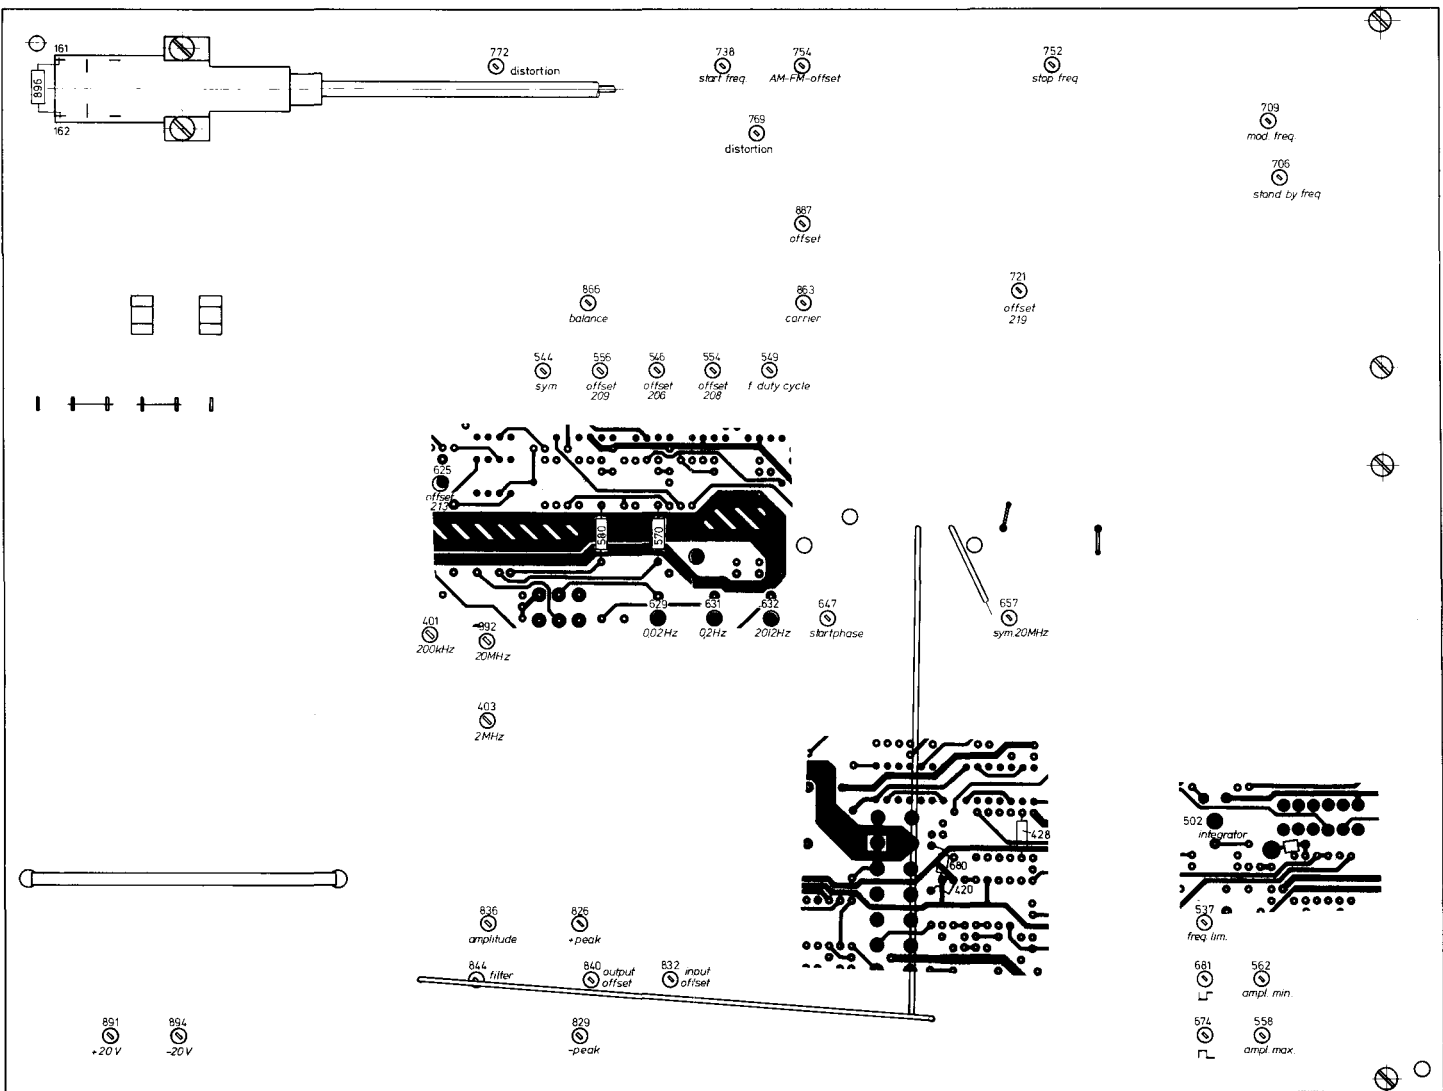 161
896
162
772
distortion
738
start freq.
754
AM-FM-offset
752
stop freq
709
mod. freq.
769
distortion
706
stand by freq
887
offset
721
offset
219
866
balance
863
carrier
544
sym
556
offset
209
546
offset
206
554
offset
208
549
f duty cycle
625
offset
213
580
570
629
0,02Hz
631
0,2Hz
632
2012Hz
647
startphase
657
sym.20MHz
401
200kHz
20MHz
403
2MHz
428
680
420
502
integrator
537
freq. lim.
836
amplitude
826
+peak
844
filter
840
output
offset
832
input
offset
681
562
ampl. min.
891
+20V
894
-20V
829
-peak
674
558
ampl. max.